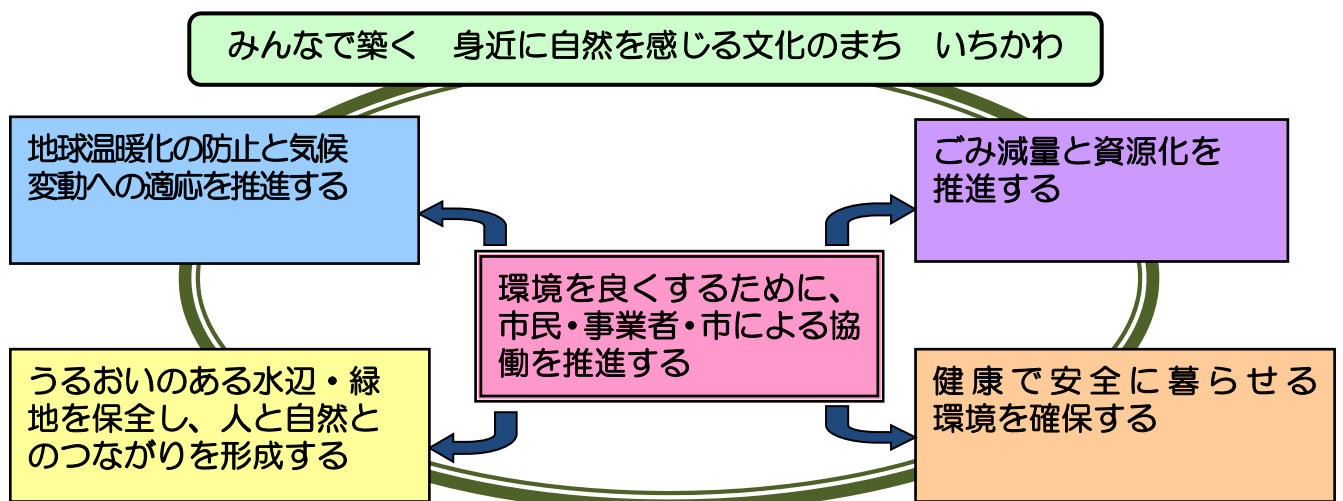 みんなで築く　身近に自然を感じる文化のまち　いちかわ
地球温暖化の防止と気候
変動への適応を推進する
ごみ減量と資源化を
推進する
環境を良くするために、
市民・事業者・市による協
働を推進する
うるおいのある水辺・緑
地を保全し、人と自然と
のつながりを形成する
健康で安全に暮らせる
環境を確保する